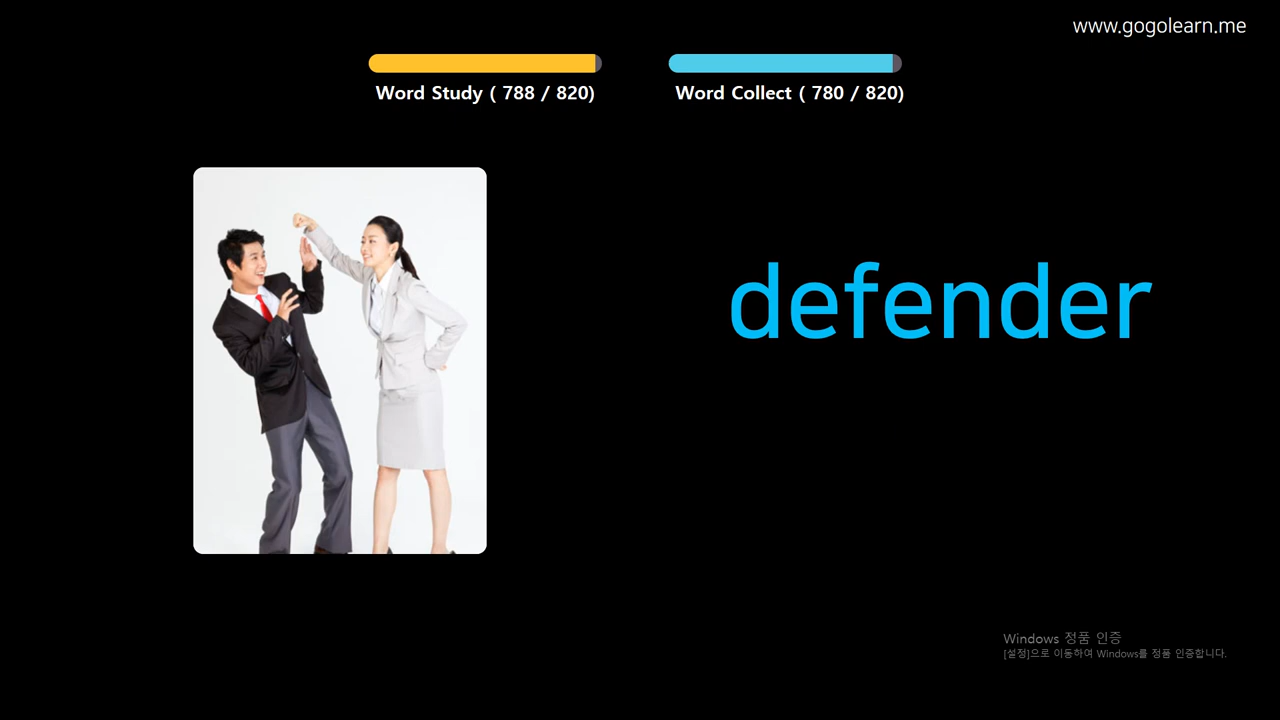 www.gogolearn.me
Word Study ( 788 / 820)
Word Collect ( 780 / 820)
defender
Windows 정품 인증
[설정]으로 이동하여 Windows를 정품 인증합니다.